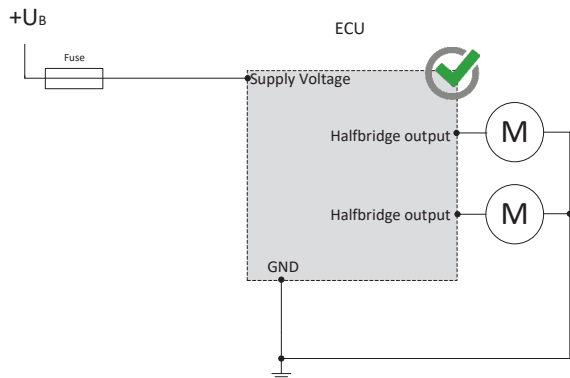 +UB
ECU
Fuse
Supply Voltage
Halfbridge output
M
Halfbridge output
M
GND